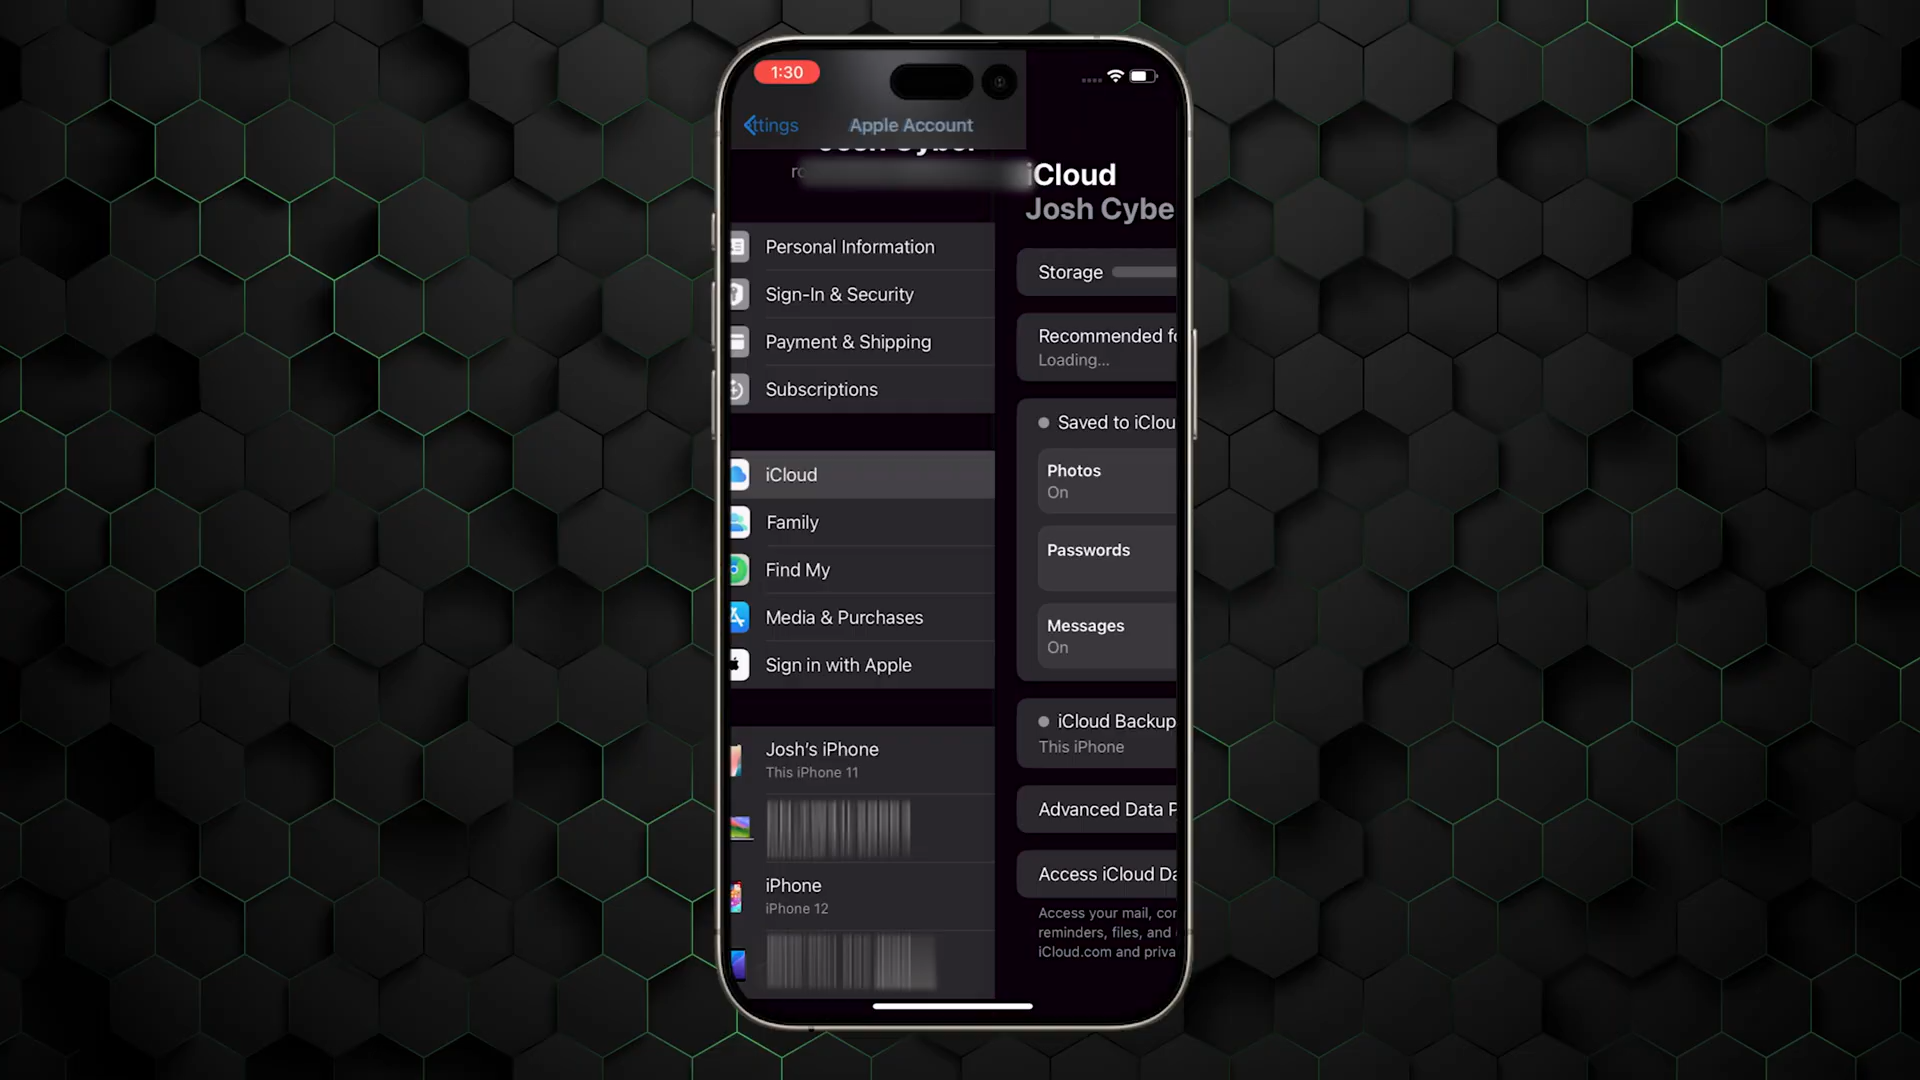 1:30
ttings
Apple Account
iCloud
Josh Cybe
Personal Information
Sign-In & Security
Payment & Shipping
Subscriptions
iCloud
Family
Find My
Media & Purchases
Sign in with Apple
Josh's iPhone
This iPhone 11
iPhone
iPhone 12
Storage
Recommended fo
Loading...
Saved to iClou
Photos
On
Passwords
Messages
On
iCloud Backup
This iPhone
Advanced Data P
Access iCloud Da
Access your mail, con
reminders, files, and
iCloud.com and priva